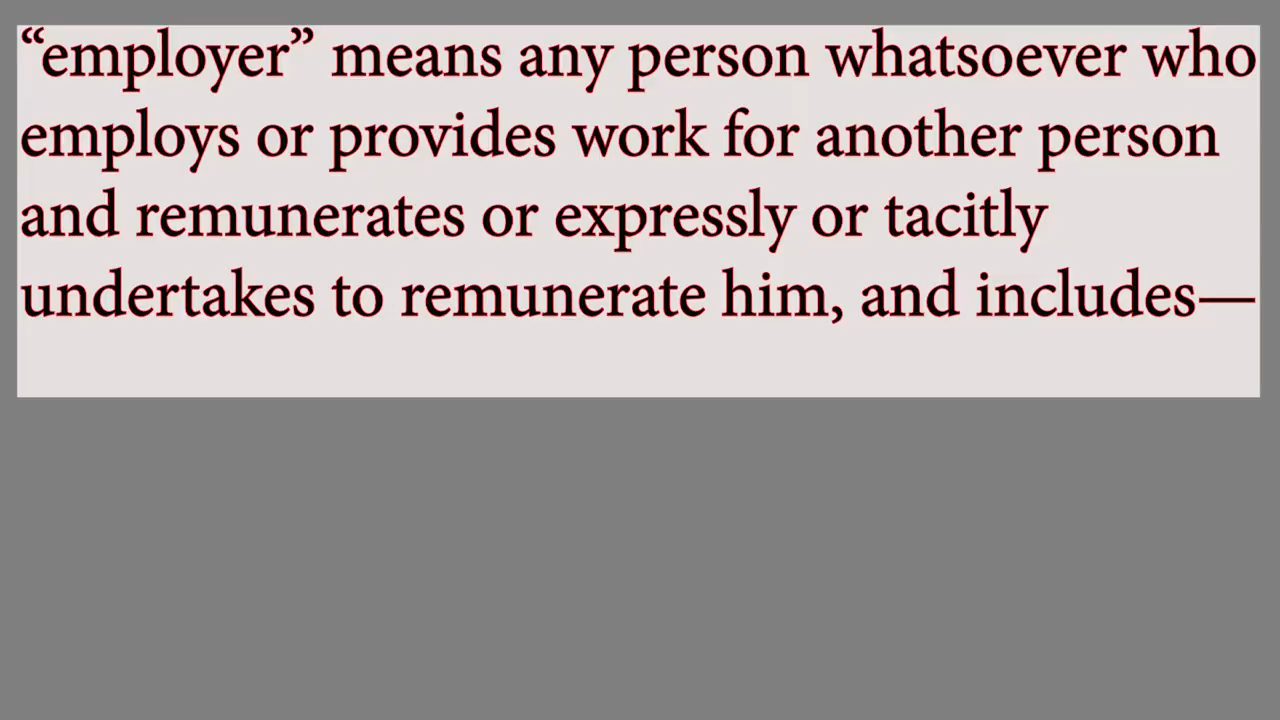 “employer” means any person whatsoever who
employs or provides work for another person
and remunerates or expressly or tacitly
undertakes to remunerate him, and includes—